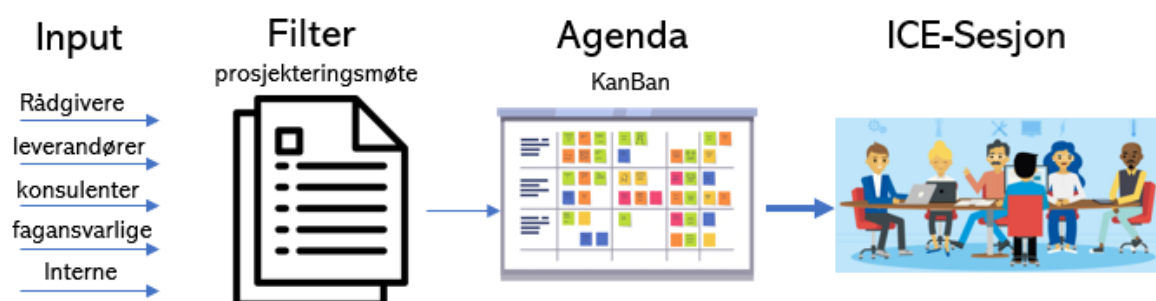 Input
Rådgivere
leverandører
konsulenter
fagansvarlige
Interne
Filter
prosjekteringsmøte
Agenda
KanBan
ICE-Sesjon